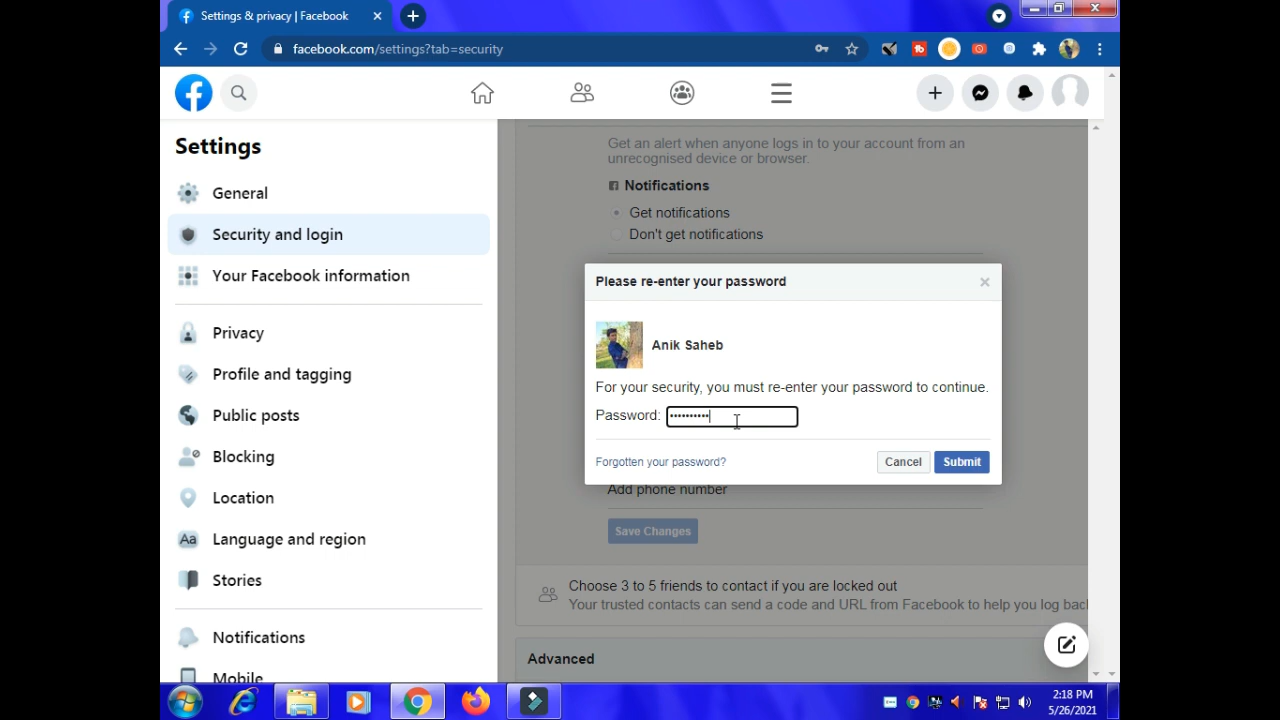 Settings & privacy | Facebook
facebook.com/settings?tab=security
Settings
General
Security and login
Your Facebook information
Privacy
Profile and tagging
Public posts
Blocking
Location
Aa Language and region
Stories
Notifications
Mobile
Get an alert when anyone logs in to your account from an
unrecognised device or browser.
Notifications
Get notifications
Don't get notifications
Please re-enter your password
Anik Saheb
For your security, you must re-enter your password to continue.
Password: ••••••••••
Forgotten your password? Cancel Submit
Add phone number
Save Changes
Choose 3 to 5 friends to contact if you are locked out
Your trusted contacts can send a code and URL from Facebook to help you log bac
Advanced
2:18 PM
5/26/2021